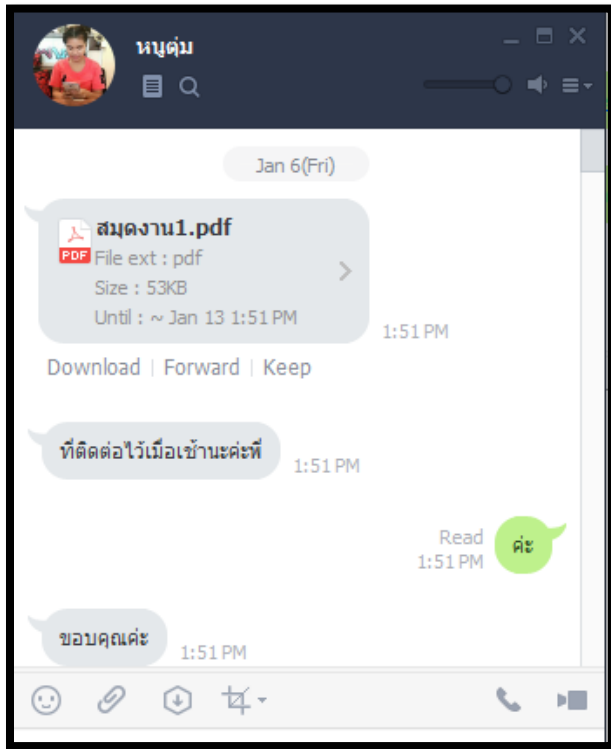 หนูตุ่ม
Jan 6(Fri)
สมุดงาน1.pdf
PDF
File ext : pdf
Size : 53KB
Until : ~ Jan 13 1:51 PM
1:51 PM
Download | Forward | Keep
ที่ติดต่อไว้เมื่อเช้านะค่ะพี่
1:51 PM
Read
1:51 PM
ค่ะ
ขอบคุณค่ะ
1:51 PM